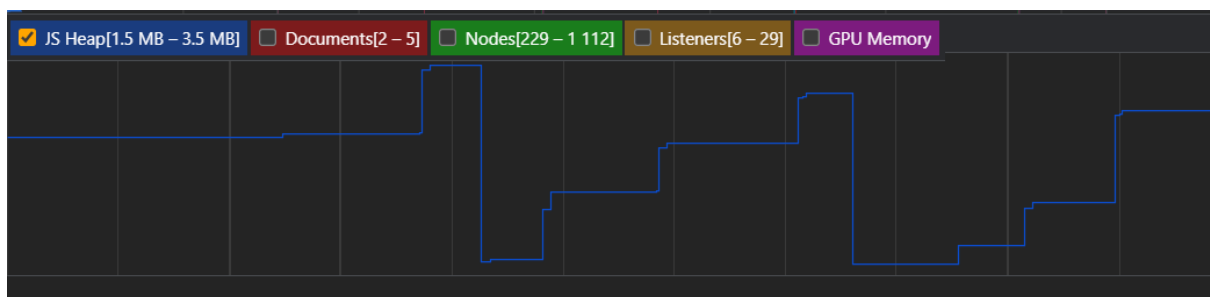 JS Heap[1.5 MB – 3.5 MB] Documents[2 – 5] Nodes[229 – 1 112] Listeners[6 – 29] GPU Memory